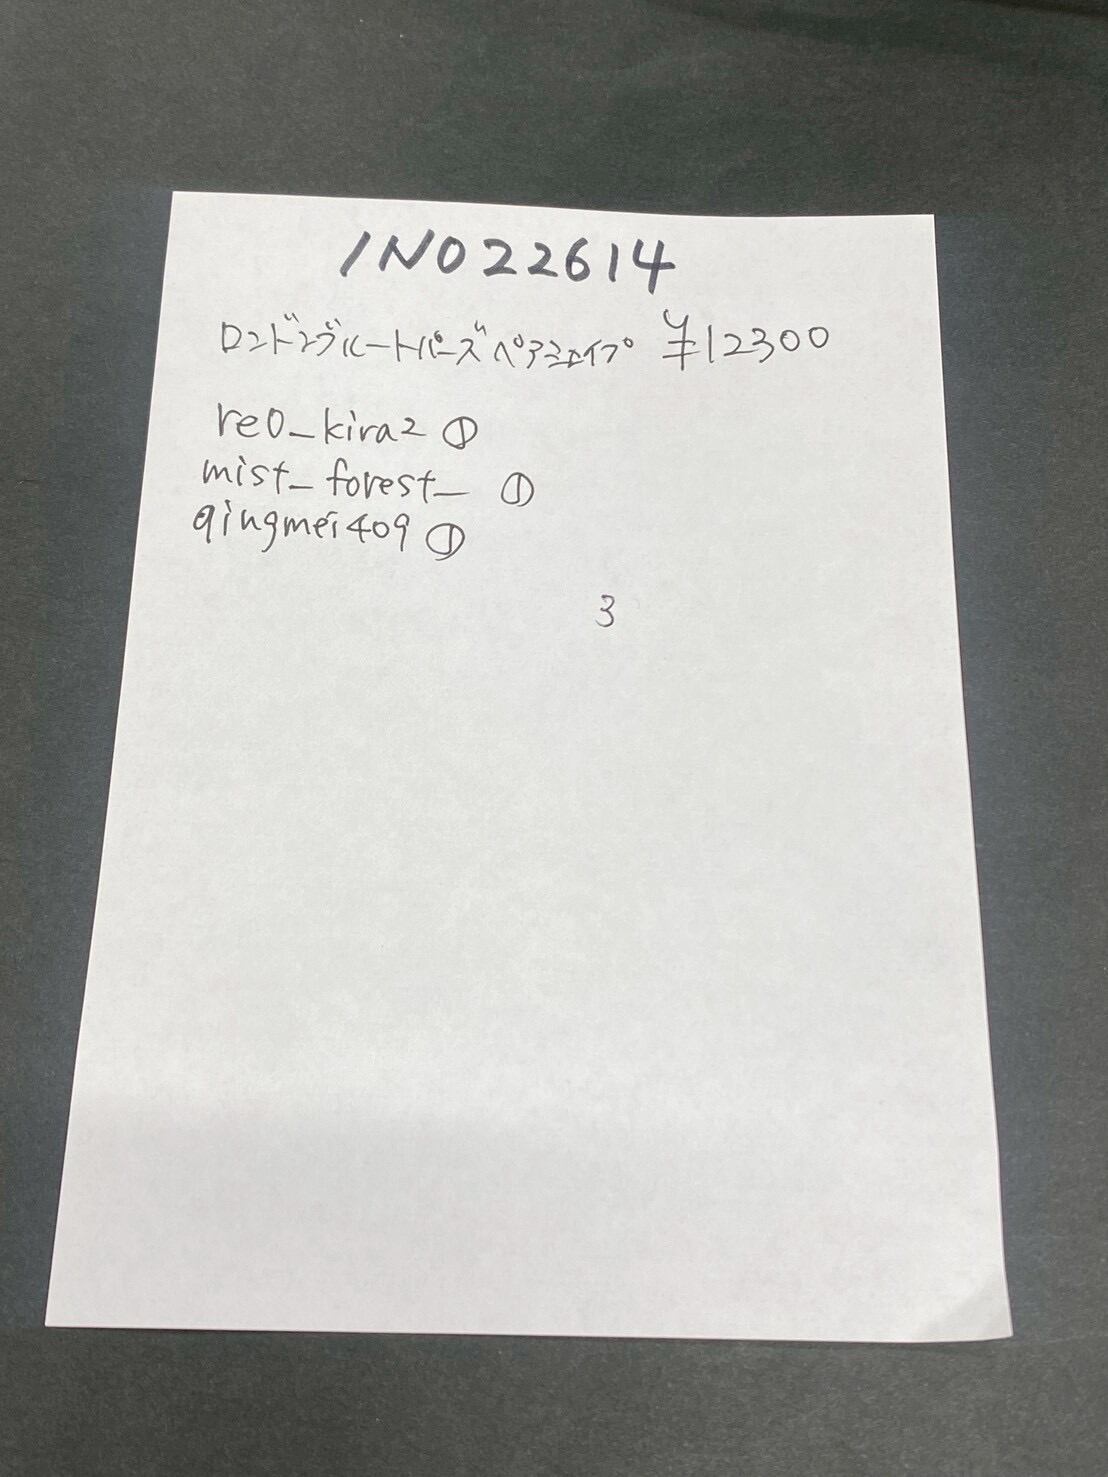 INO22614
ロンドンブルートパーズペアシェイプ ¥12300
re0_kira2 ①
mist_forest_ ①
qingmei409 ①
3